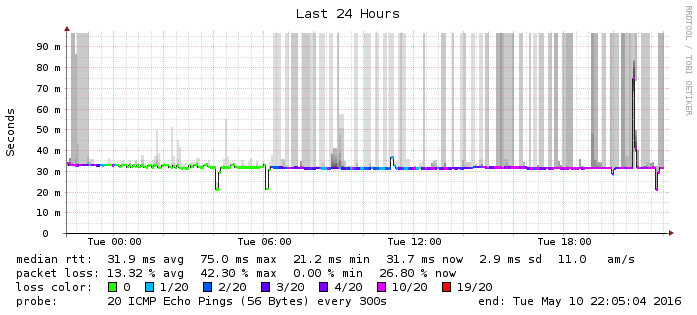 Last 24 Hours
RRDTOOL / TOBI OETIKER
Seconds
90 m
80 m
70 m
60 m
50 m
40 m
30 m
20 m
10 m
0
Tue 00:00 Tue 06:00 Tue 12:00 Tue 18:00
median rtt: 31.9 ms avg 75.0 ms max 21.2 ms min 31.7 ms now 2.9 ms sd 11.0 am/s
packet loss: 13.32 % avg 42.30 % max 0.00 % min 26.80 % now
loss color: 0 1/20 2/20 3/20 4/20 10/20 19/20
probe: 20 ICMP Echo Pings (56 Bytes) every 300s end: Tue May 10 22:05:04 2016